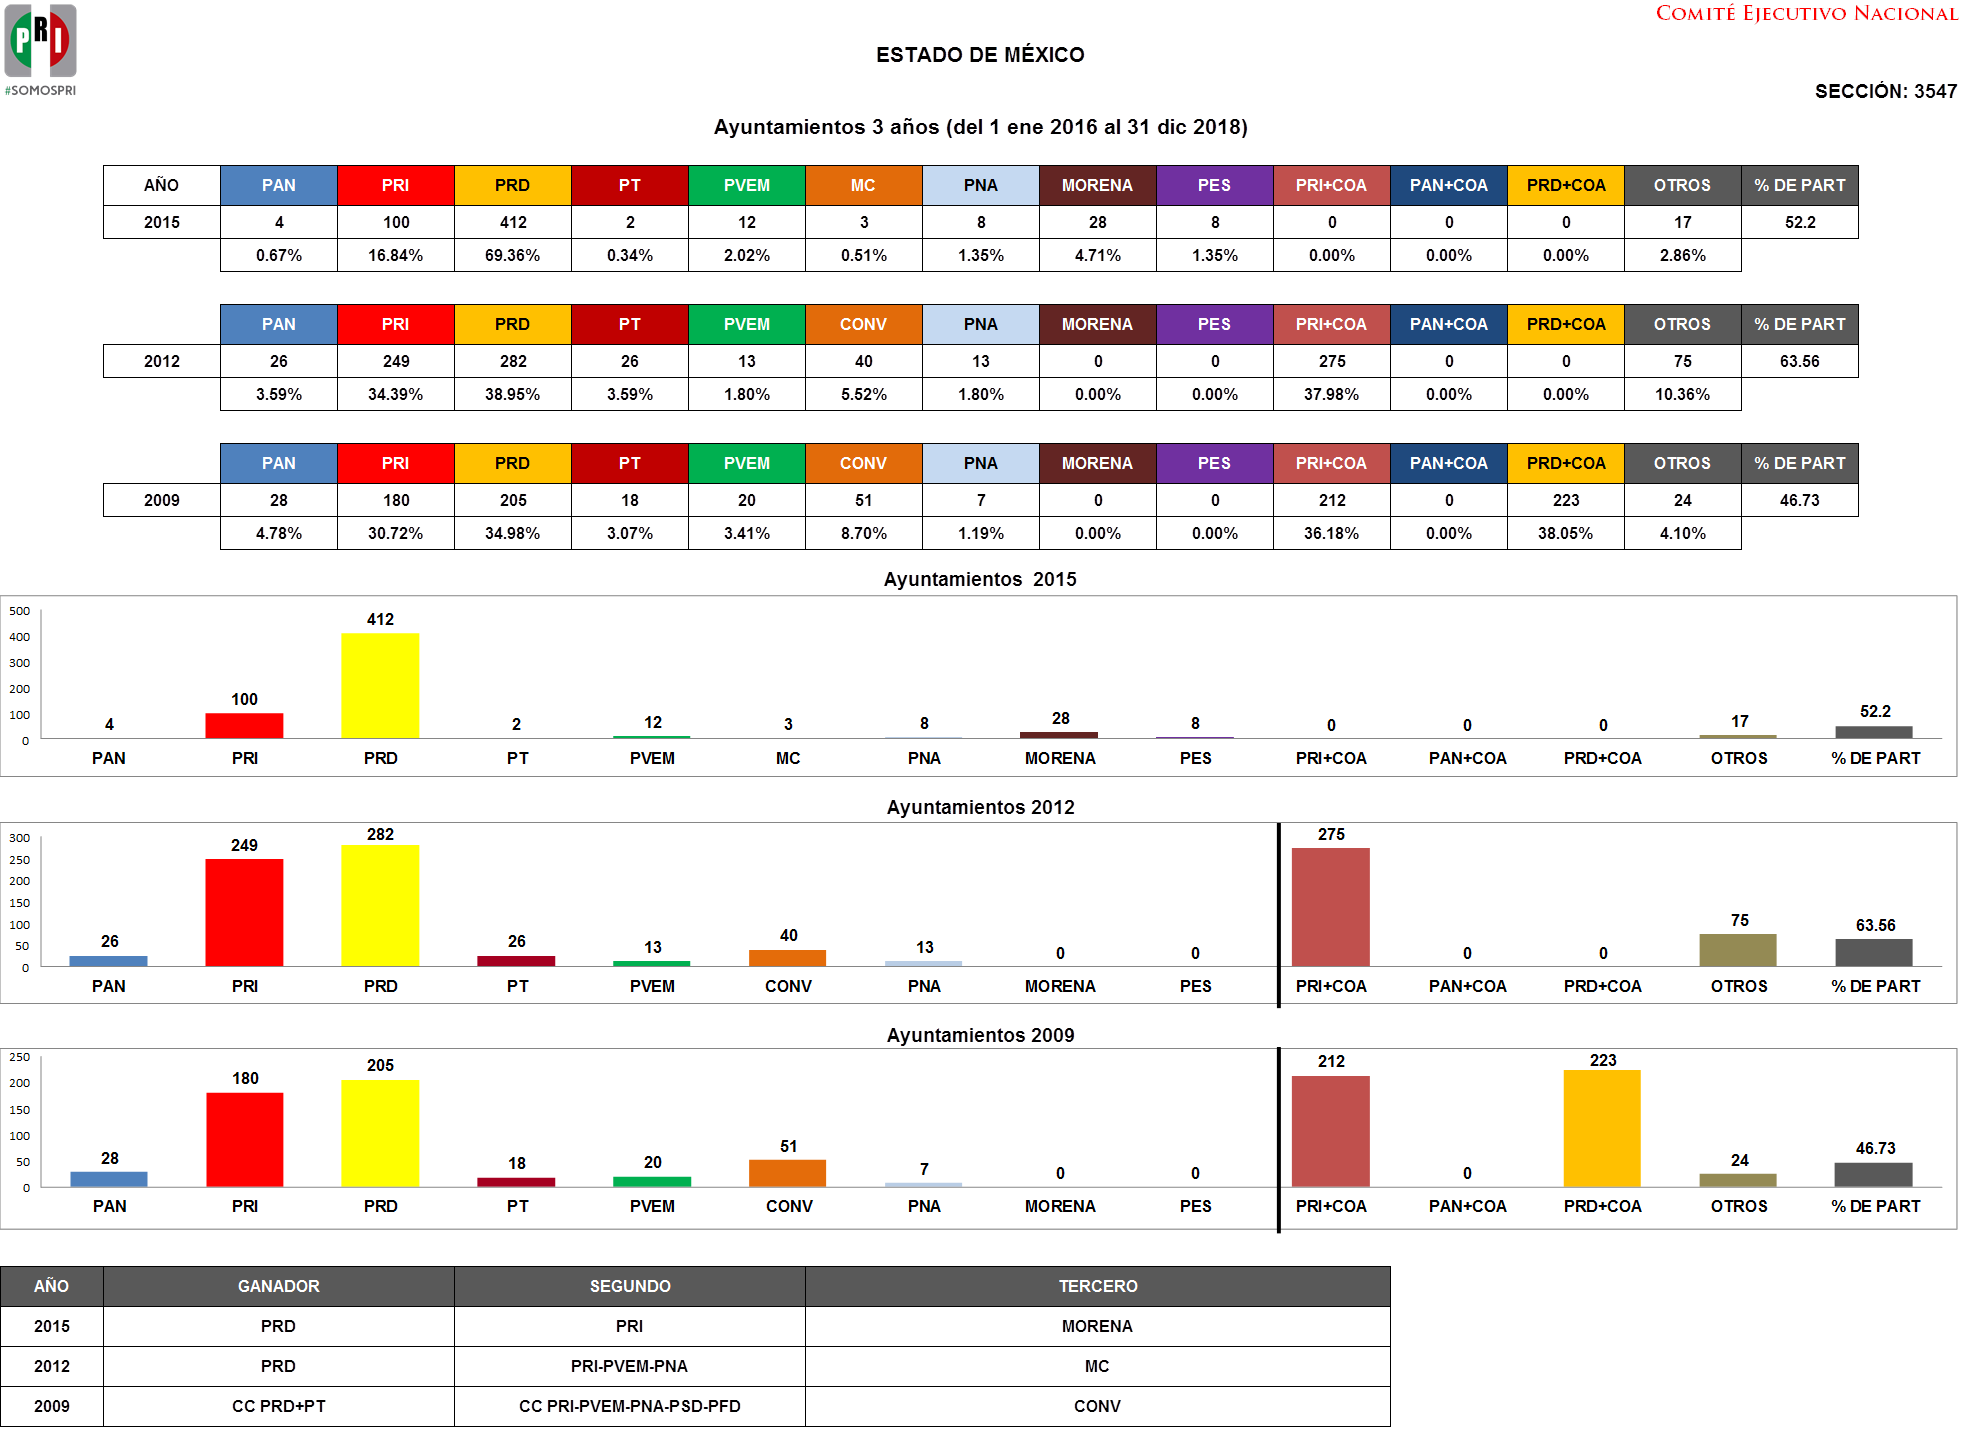 PRI
#SOMOSPRI
COMITÉ EJECUTIVO NACIONAL
ESTADO DE MÉXICO
SECCIÓN: 3547
Ayuntamientos 3 años (del 1 ene 2016 al 31 dic 2018)
AÑO PAN PRI PRD PT PVEM MC PNA MORENA PES PRI+COA PAN+COA PRD+COA OTROS % DE PART
2015 4 100 412 2 12 3 8 28 8 0 0 0 17 52.2
0.67% 16.84% 69.36% 0.34% 2.02% 0.51% 1.35% 4.71% 1.35% 0.00% 0.00% 0.00% 2.86%
PAN PRI PRD PT PVEM CONV PNA MORENA PES PRI+COA PAN+COA PRD+COA OTROS % DE PART
2012 26 249 282 26 13 40 13 0 0 275 0 0 75 63.56
3.59% 34.39% 38.95% 3.59% 1.80% 5.52% 1.80% 0.00% 0.00% 37.98% 0.00% 0.00% 10.36%
PAN PRI PRD PT PVEM CONV PNA MORENA PES PRI+COA PAN+COA PRD+COA OTROS % DE PART
2009 28 180 205 18 20 51 7 0 0 212 0 223 24 46.73
4.78% 30.72% 34.98% 3.07% 3.41% 8.70% 1.19% 0.00% 0.00% 36.18% 0.00% 38.05% 4.10%
Ayuntamientos 2015
500
400
300
200
100
0
4 100 412 2 12 3 8 28 8 0 0 0 17 52.2
PAN PRI PRD PT PVEM MC PNA MORENA PES PRI+COA PAN+COA PRD+COA OTROS % DE PART
Ayuntamientos 2012
300
250
200
150
100
50
0
26 249 282 26 13 40 13 0 0 275 0 0 75 63.56
PAN PRI PRD PT PVEM CONV PNA MORENA PES PRI+COA PAN+COA PRD+COA OTROS % DE PART
Ayuntamientos 2009
250
200
150
100
50
0
28 180 205 18 20 51 7 0 0 212 0 223 24 46.73
PAN PRI PRD PT PVEM CONV PNA MORENA PES PRI+COA PAN+COA PRD+COA OTROS % DE PART
AÑO GANADOR SEGUNDO TERCERO
2015 PRD PRI MORENA
2012 PRD PRI-PVEM-PNA MC
2009 CC PRD+PT CC PRI-PVEM-PNA-PSD-PFD CONV